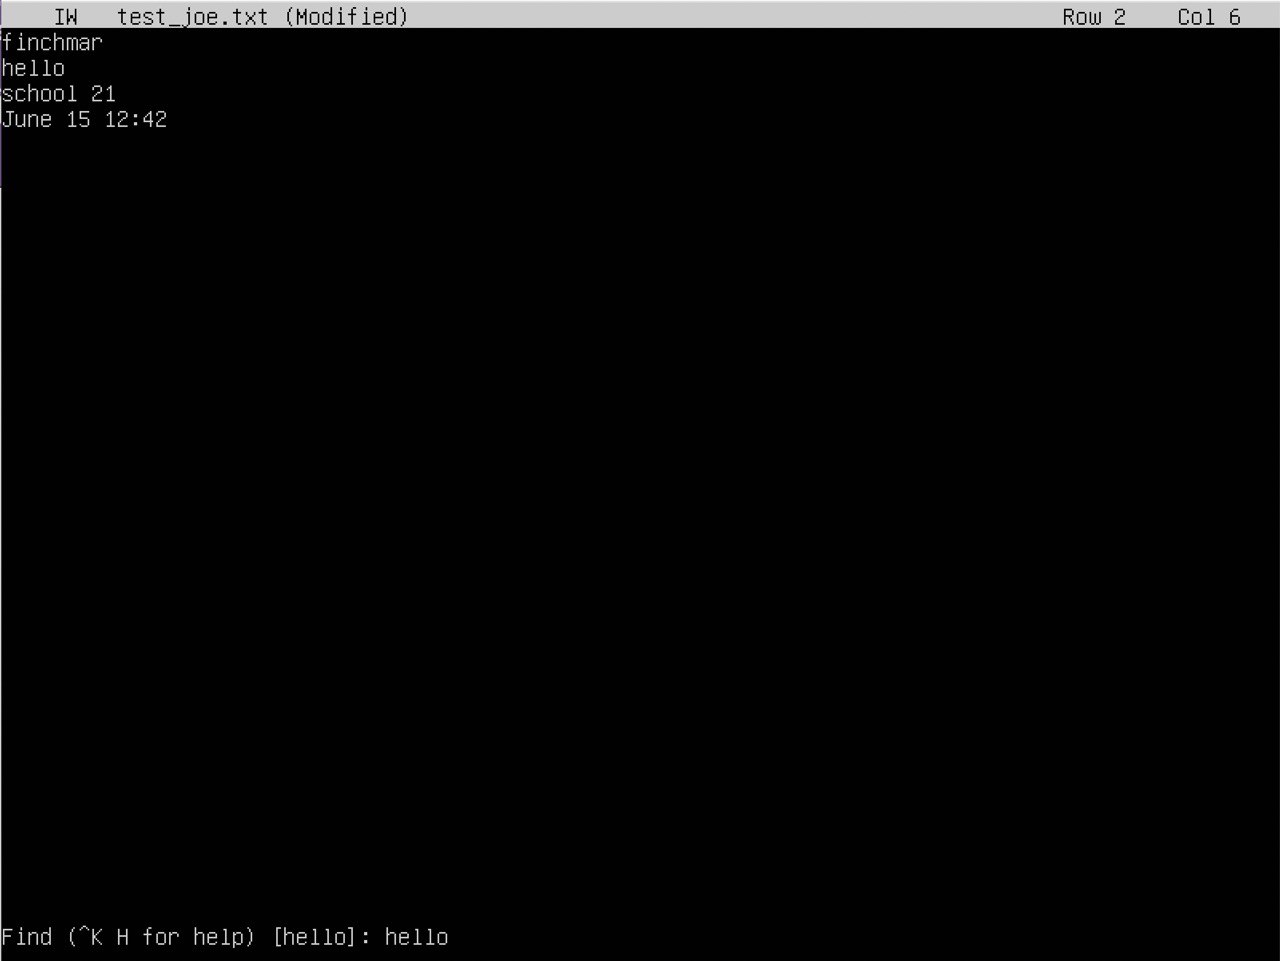 IW test_joe.txt (Modified) Row 2 Col 6
finchmar
hello
school 21
June 15 12:42
Find (^K H for help) [hello]: hello